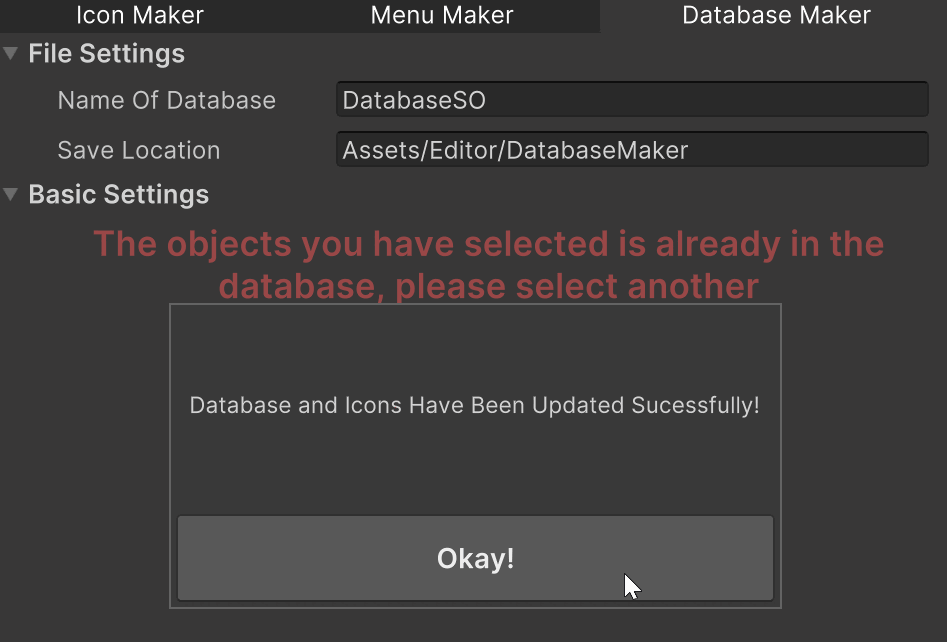 Icon Maker Menu Maker Database Maker
File Settings
Name Of Database DatabaseSO
Save Location Assets/Editor/DatabaseMaker
Basic Settings
The objects you have selected is already in the
database, please select another
Database and Icons Have Been Updated Sucessfully!
Okay!